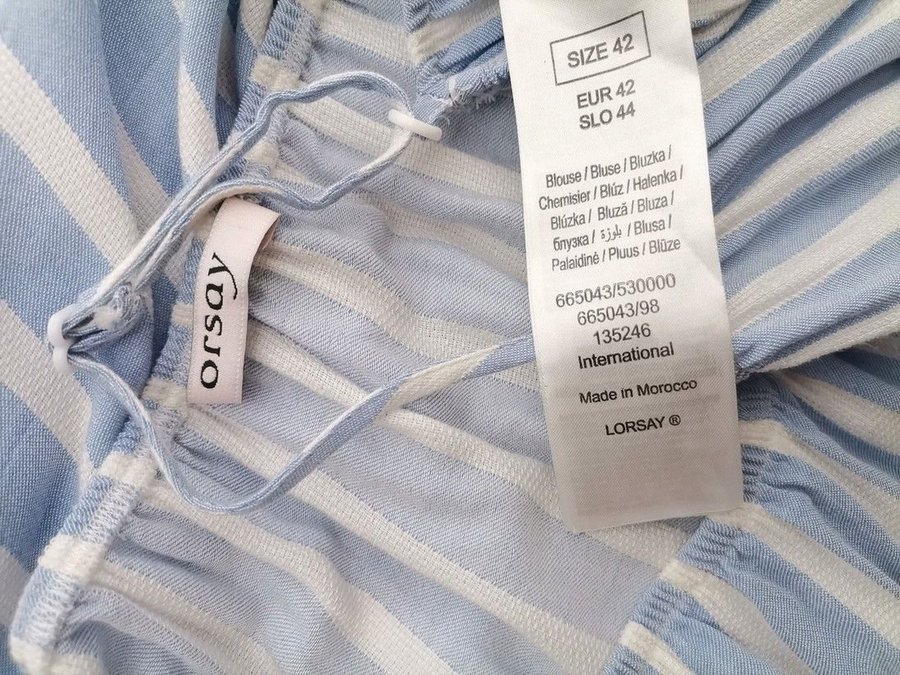 orsay
SIZE 42
EUR 42
SLO 44
Blouse / Bluse / Bluzka /
Chemisier / Blúz / Halenka /
Blúzka / Bluză / Bluza /
блузка / بلوزة / Blusa /
Palaidinė / Pluus / Blūze
665043/530000
665043/98
135246
International
Made in Morocco
LORSAY ®